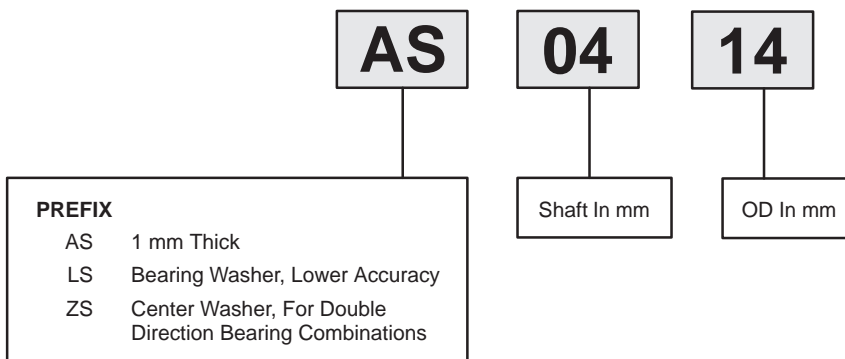 AS 04 14
PREFIX
AS 1 mm Thick
LS Bearing Washer, Lower Accuracy
ZS Center Washer, For Double
Direction Bearing Combinations
Shaft In mm
OD In mm